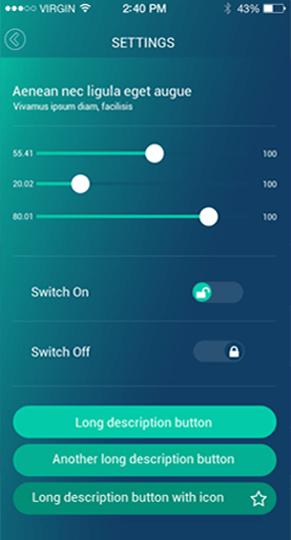 VIRGIN 2:40 PM 43%
SETTINGS
Aenean nec ligula eget augue
Vivamus ipsum diam, facilisis
55.41 100
20.02 100
80.01 100
Switch On
Switch Off
Long description button
Another long description button
Long description button with icon